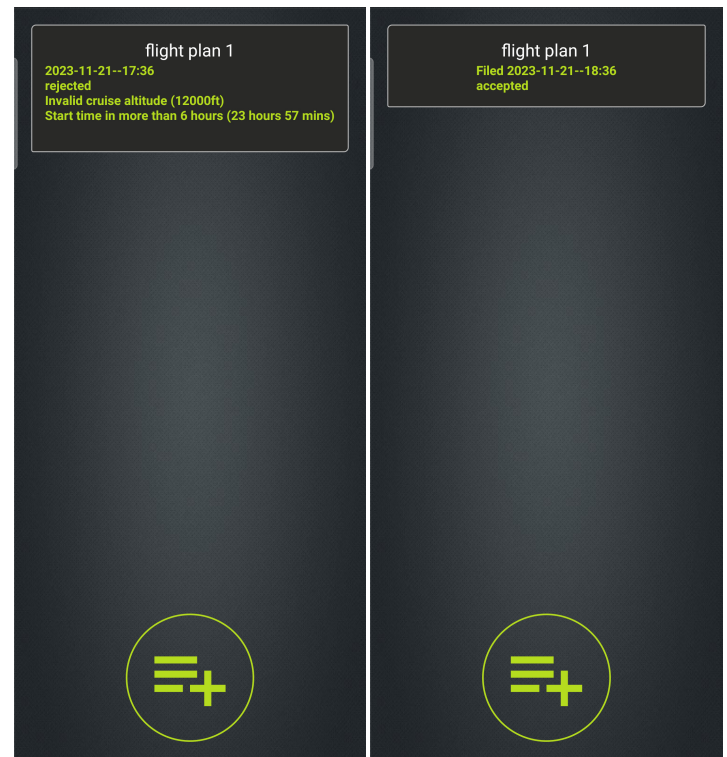 flight plan 1
2023-11-21--17:36
rejected
Invalid cruise altitude (12000ft)
Start time in more than 6 hours (23 hours 57 mins)
flight plan 1
Filed 2023-11-21--18:36
accepted